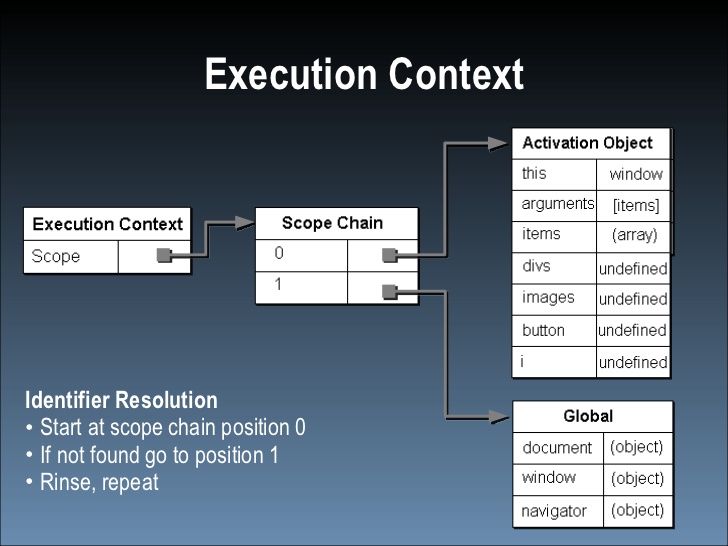 Execution Context
Execution Context
Scope
Scope Chain
0
1
Activation Object
this window
arguments [items]
items (array)
divs undefined
images undefined
button undefined
i undefined
Global
document (object)
window (object)
navigator (object)
Identifier Resolution
• Start at scope chain position 0
• If not found go to position 1
• Rinse, repeat